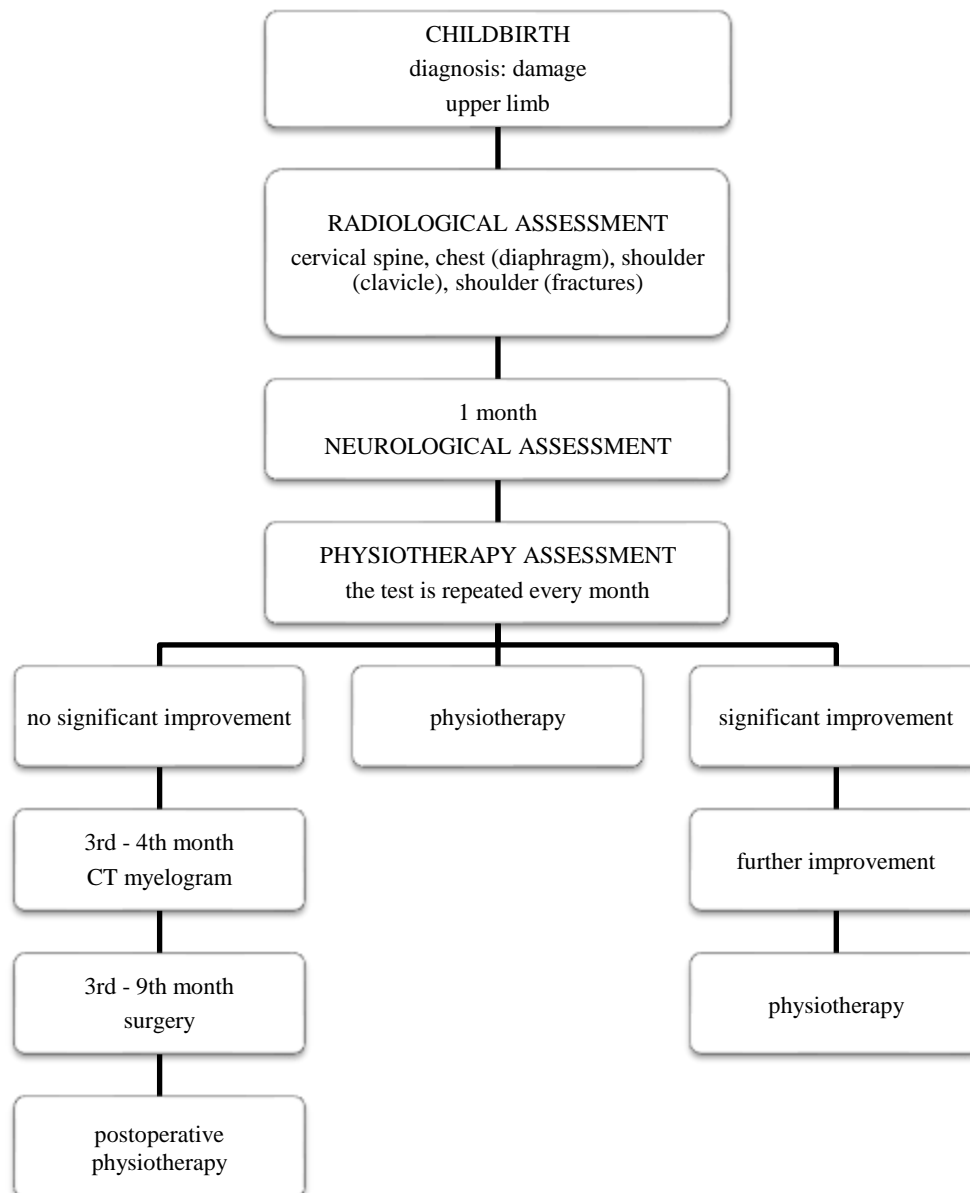 CHILDBIRTH
diagnosis: damage
upper limb
RADIOLOGICAL ASSESSMENT
cervical spine, chest (diaphragm), shoulder
(clavicle), shoulder (fractures)
1 month
NEUROLOGICAL ASSESSMENT
PHYSIOTHERAPY ASSESSMENT
the test is repeated every month
no significant improvement
physiotherapy
significant improvement
3rd - 4th month
CT myelogram
further improvement
3rd - 9th month
surgery
physiotherapy
postoperative
physiotherapy